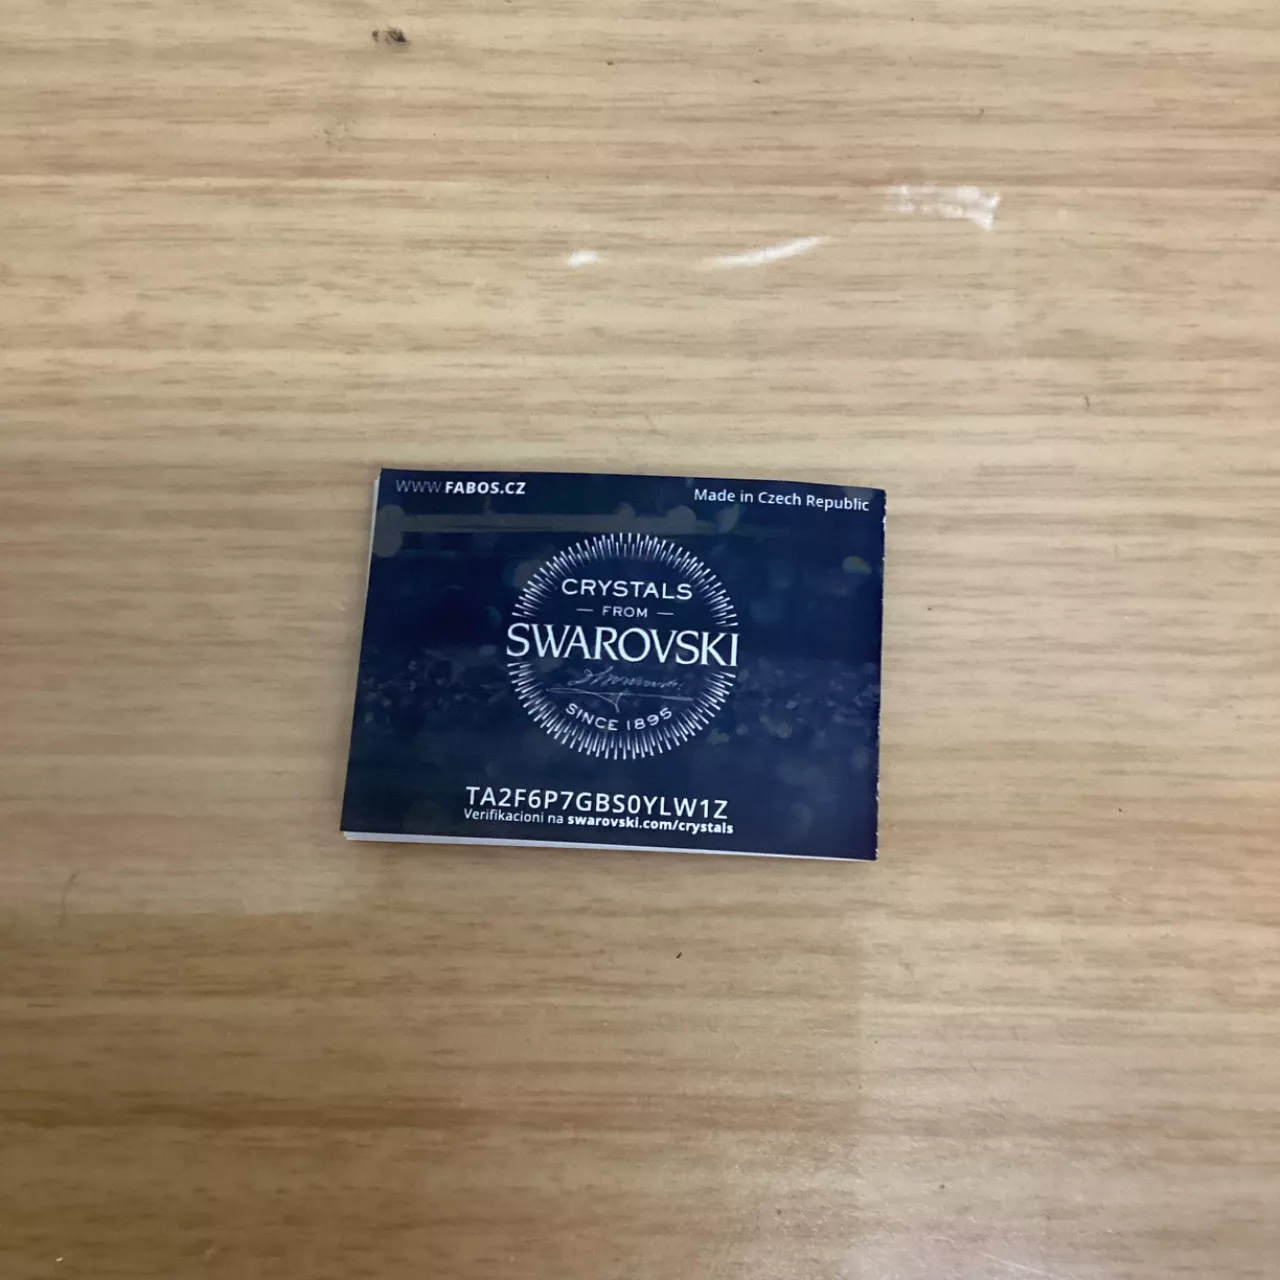 WWW.FABOS.CZ
Made in Czech Republic
CRYSTALS
— FROM —
SWAROVSKI
SINCE 1895
TA2F6P7GBS0YLW1Z
Verifikacioni na swarovski.com/crystals